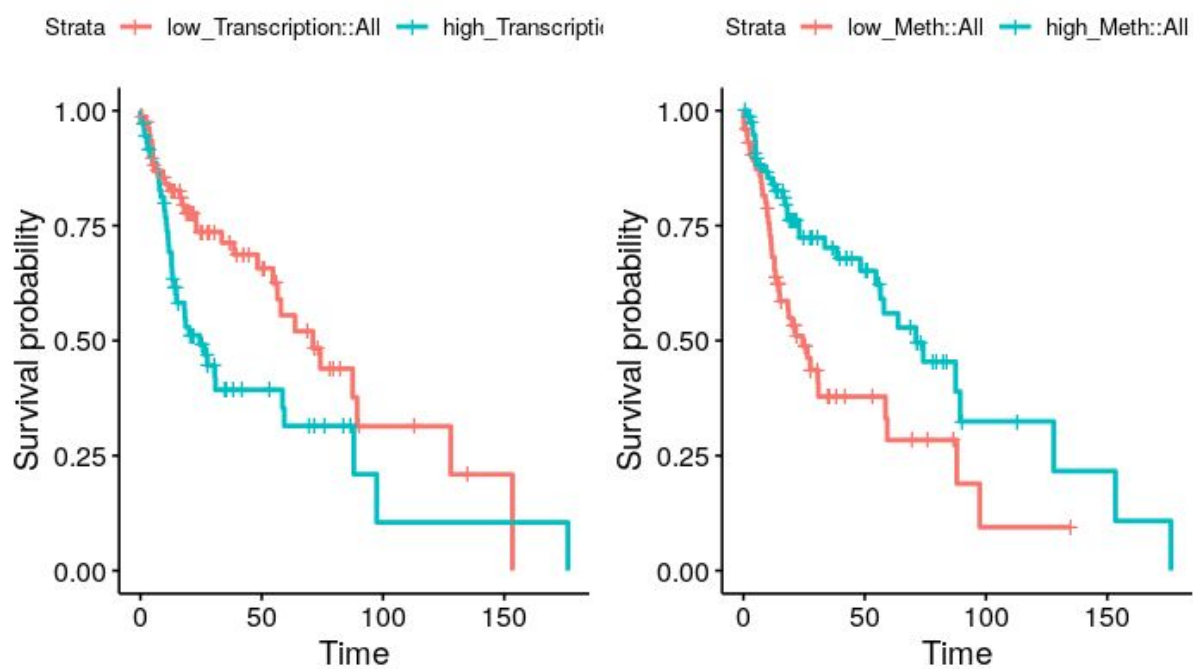 Strata low_Transcription::All high_Transcripti
Strata low_Meth::All high_Meth::All
Survival probability
1.00
0.75
0.50
0.25
0.00
0 50 100 150
Time
Survival probability
1.00
0.75
0.50
0.25
0.00
0 50 100 150
Time